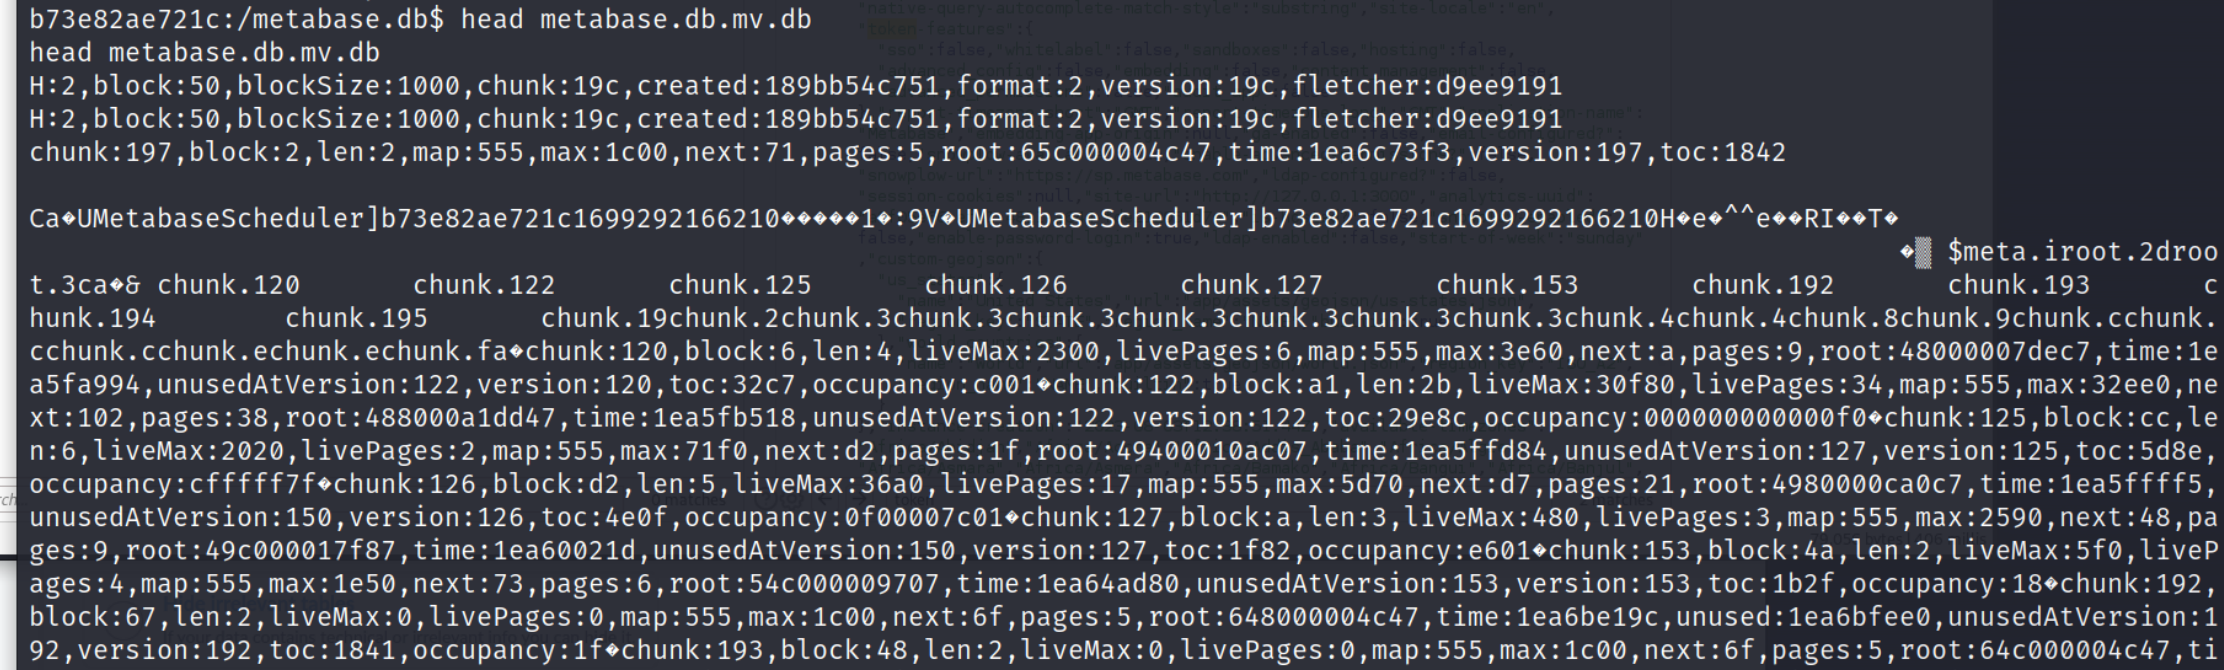 b73e82ae721c:/metabase.db$ head metabase.db.mv.db
head metabase.db.mv.db
H:2,block:50,blockSize:1000,chunk:19c,created:189bb54c751,format:2,version:19c,fletcher:d9ee9191
H:2,block:50,blockSize:1000,chunk:19c,created:189bb54c751,format:2,version:19c,fletcher:d9ee9191
chunk:197,block:2,len:2,map:555,max:1c00,next:71,pages:5,root:65c000004c47,time:1ea6c73f3,version:197,toc:1842
Ca�UMetabaseScheduler]b73e82ae721c1699292166210�����1�:9V�UMetabaseScheduler]b73e82ae721c1699292166210H�e�^^e��RI��T�
�▒ $meta.iroot.2droo
t.3ca�& chunk.120 chunk.122 chunk.125 chunk.126 chunk.127 chunk.153 chunk.192 chunk.193 c
hunk.194 chunk.195 chunk.19chunk.2chunk.3chunk.3chunk.3chunk.3chunk.3chunk.3chunk.3chunk.4chunk.4chunk.8chunk.9chunk.cchunk.
cchunk.cchunk.echunk.echunk.fa�chunk:120,block:6,len:4,liveMax:2300,livePages:6,map:555,max:3e60,next:a,pages:9,root:48000007dec7,time:1e
a5fa994,unusedAtVersion:122,version:120,toc:32c7,occupancy:c001�chunk:122,block:a1,len:2b,liveMax:30f80,livePages:34,map:555,max:32ee0,ne
xt:102,pages:38,root:488000a1dd47,time:1ea5fb518,unusedAtVersion:122,version:122,toc:29e8c,occupancy:000000000000f0�chunk:125,block:cc,le
n:6,liveMax:2020,livePages:2,map:555,max:71f0,next:d2,pages:1f,root:49400010ac07,time:1ea5ffd84,unusedAtVersion:127,version:125,toc:5d8e,
occupancy:cfffff7f�chunk:126,block:d2,len:5,liveMax:36a0,livePages:17,map:555,max:5d70,next:d7,pages:21,root:4980000ca0c7,time:1ea5ffff5,
unusedAtVersion:150,version:126,toc:4e0f,occupancy:0f00007c01�chunk:127,block:a,len:3,liveMax:480,livePages:3,map:555,max:2590,next:48,pa
ges:9,root:49c000017f87,time:1ea60021d,unusedAtVersion:150,version:127,toc:1f82,occupancy:e601�chunk:153,block:4a,len:2,liveMax:5f0,liveP
ages:4,map:555,max:1e50,next:73,pages:6,root:54c000009707,time:1ea64ad80,unusedAtVersion:153,version:153,toc:1b2f,occupancy:18�chunk:192,
block:67,len:2,liveMax:0,livePages:0,map:555,max:1c00,next:6f,pages:5,root:648000004c47,time:1ea6be19c,unused:1ea6bfee0,unusedAtVersion:1
92,version:192,toc:1841,occupancy:1f�chunk:193,block:48,len:2,liveMax:0,livePages:0,map:555,max:1c00,next:6f,pages:5,root:64c000004c47,ti